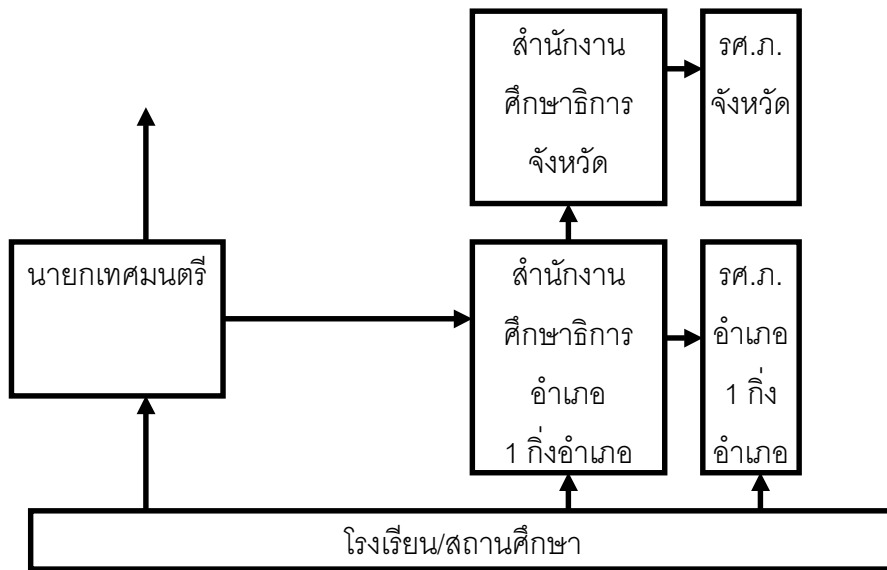 สำนักงาน
ศึกษาธิการ
จังหวัด
รศ.ภ.
จังหวัด
นายกเทศมนตรี
สำนักงาน
ศึกษาธิการ
อำเภอ
1 กิ่งอำเภอ
รศ.ภ.
อำเภอ
1 กิ่ง
อำเภอ
โรงเรียน/สถานศึกษา